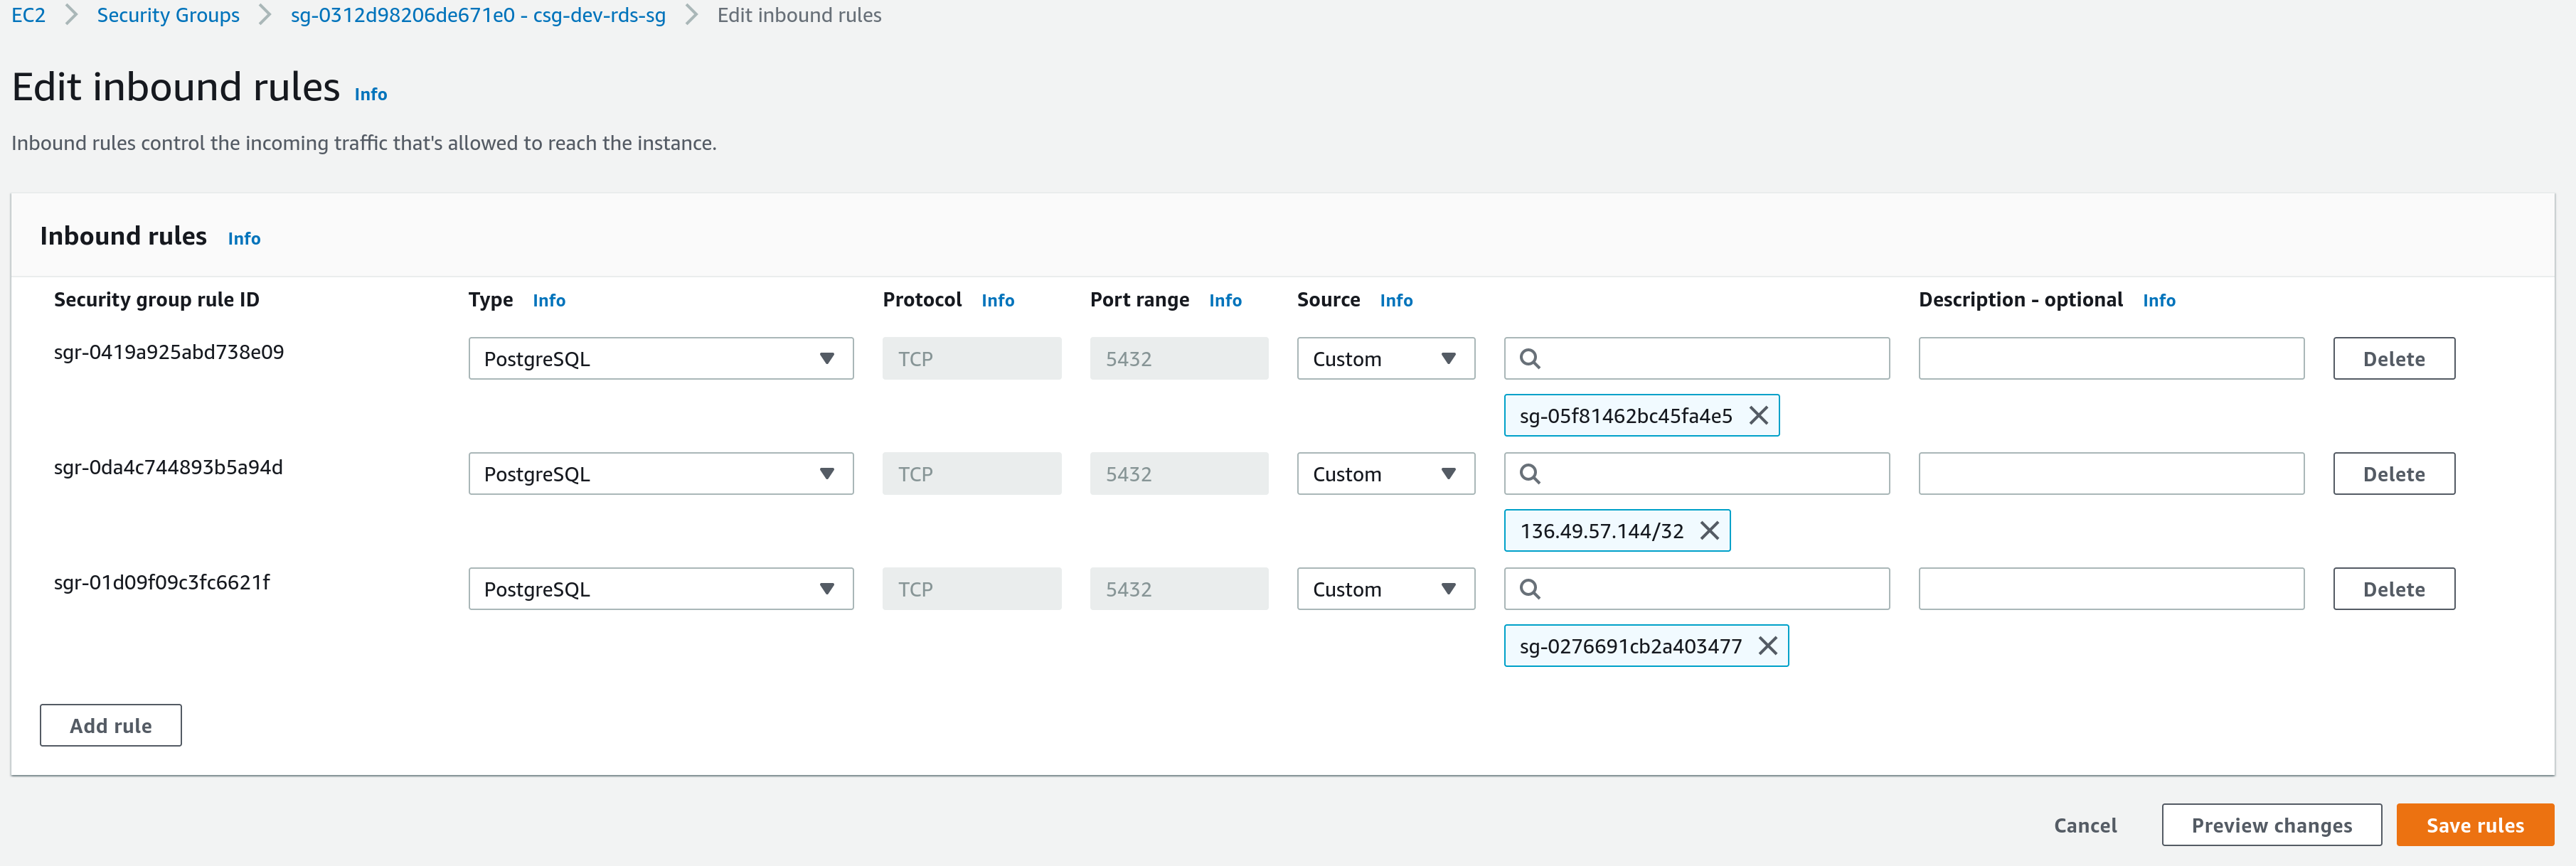 EC2 > Security Groups > sg-0312d98206de671e0 - csg-dev-rds-sg > Edit inbound rules
Edit inbound rules Info
Inbound rules control the incoming traffic that's allowed to reach the instance.
Inbound rules Info
Security group rule ID Type Info Protocol Info Port range Info Source Info Description - optional Info
sgr-0419a925abd738e09 PostgreSQL TCP 5432 Custom Delete
sg-05f81462bc45fa4e5
sgr-0da4c744893b5a94d PostgreSQL TCP 5432 Custom Delete
136.49.57.144/32
sgr-01d09f09c3fc6621f PostgreSQL TCP 5432 Custom Delete
sg-0276691cb2a403477
Add rule
Cancel Preview changes Save rules